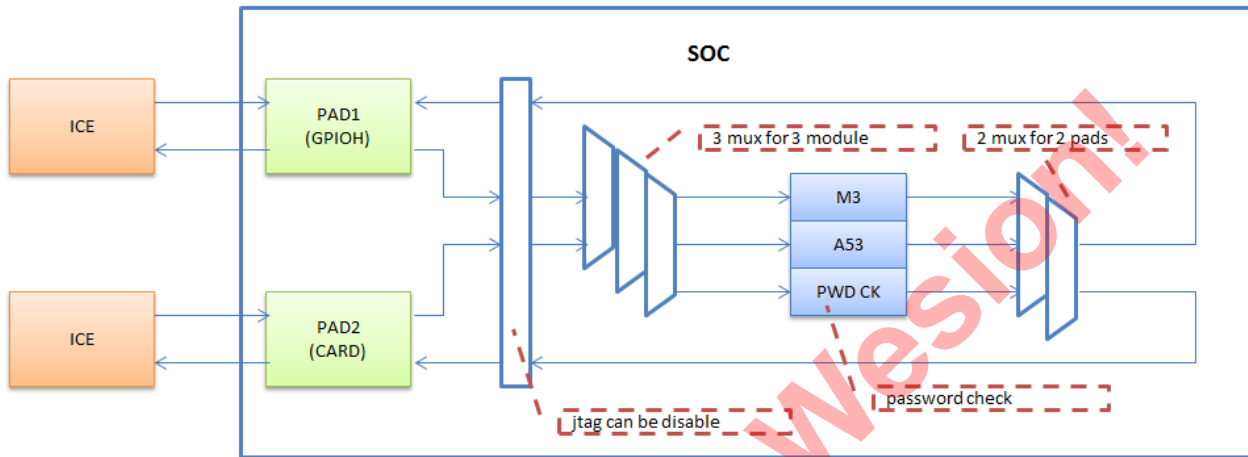 SOC
ICE
PAD1
(GPIOH)
3 mux for 3 module
2 mux for 2 pads
M3
A53
PWD CK
ICE
PAD2
(CARD)
password check
jtag can be disable
Wesion!